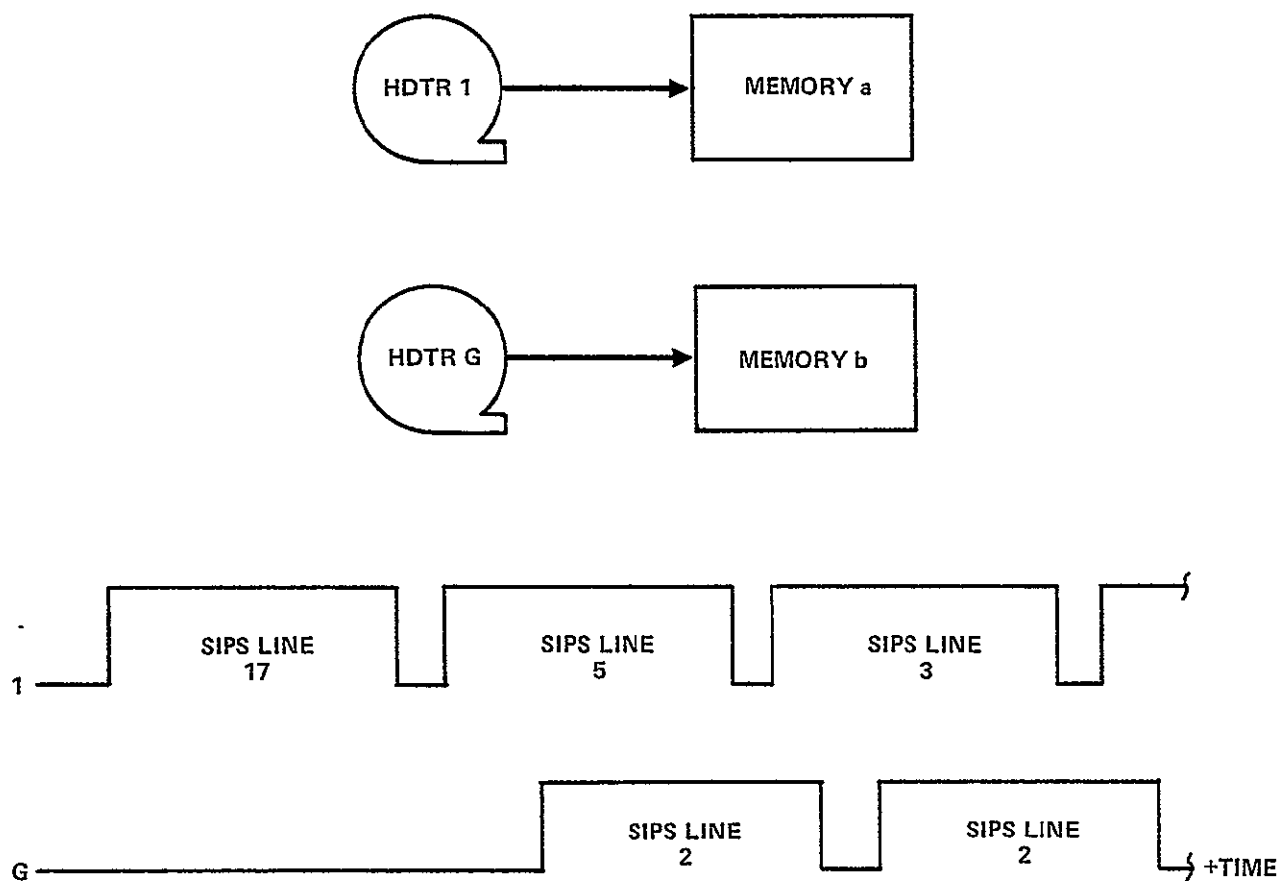 HDTR 1
MEMORY a
HDTR G
MEMORY b
SIPS LINE
17
SIPS LINE
5
SIPS LINE
3
1
SIPS LINE
2
SIPS LINE
2
G
+TIME